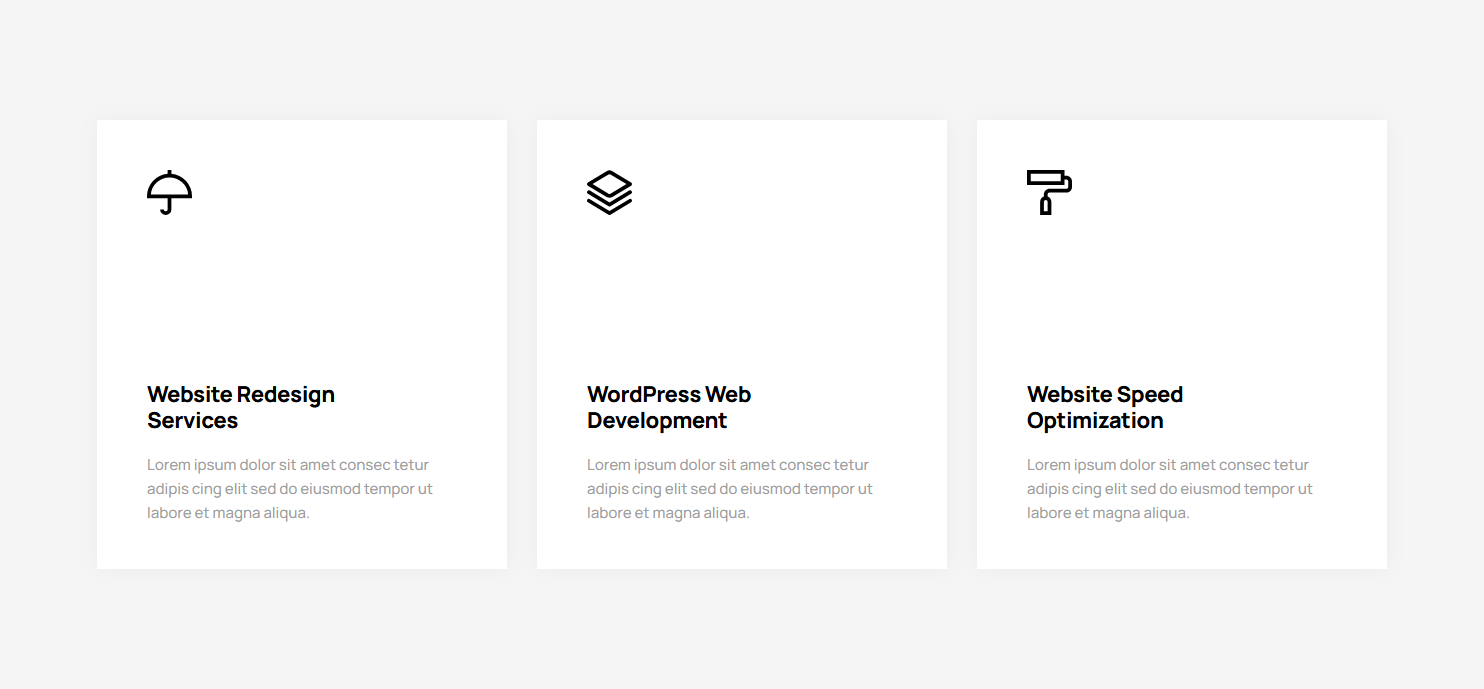 Website Redesign
Services
Lorem ipsum dolor sit amet consec tetur
adipis cing elit sed do eiusmod tempor ut
labore et magna aliqua.
WordPress Web
Development
Lorem ipsum dolor sit amet consec tetur
adipis cing elit sed do eiusmod tempor ut
labore et magna aliqua.
Website Speed
Optimization
Lorem ipsum dolor sit amet consec tetur
adipis cing elit sed do eiusmod tempor ut
labore et magna aliqua.